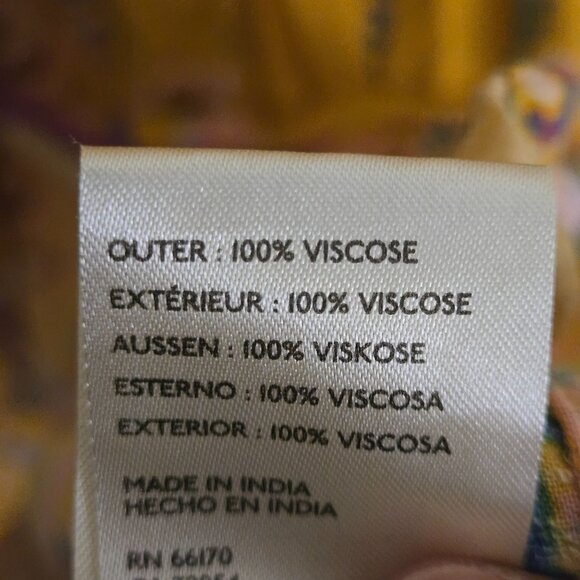 OUTER : 100% VISCOSE
EXTÉRIEUR : 100% VISCOSE
AUSSEN : 100% VISKOSE
ESTERNO : 100% VISCOSA
EXTERIOR : 100% VISCOSA
MADE IN INDIA
HECHO EN INDIA
RN 66170